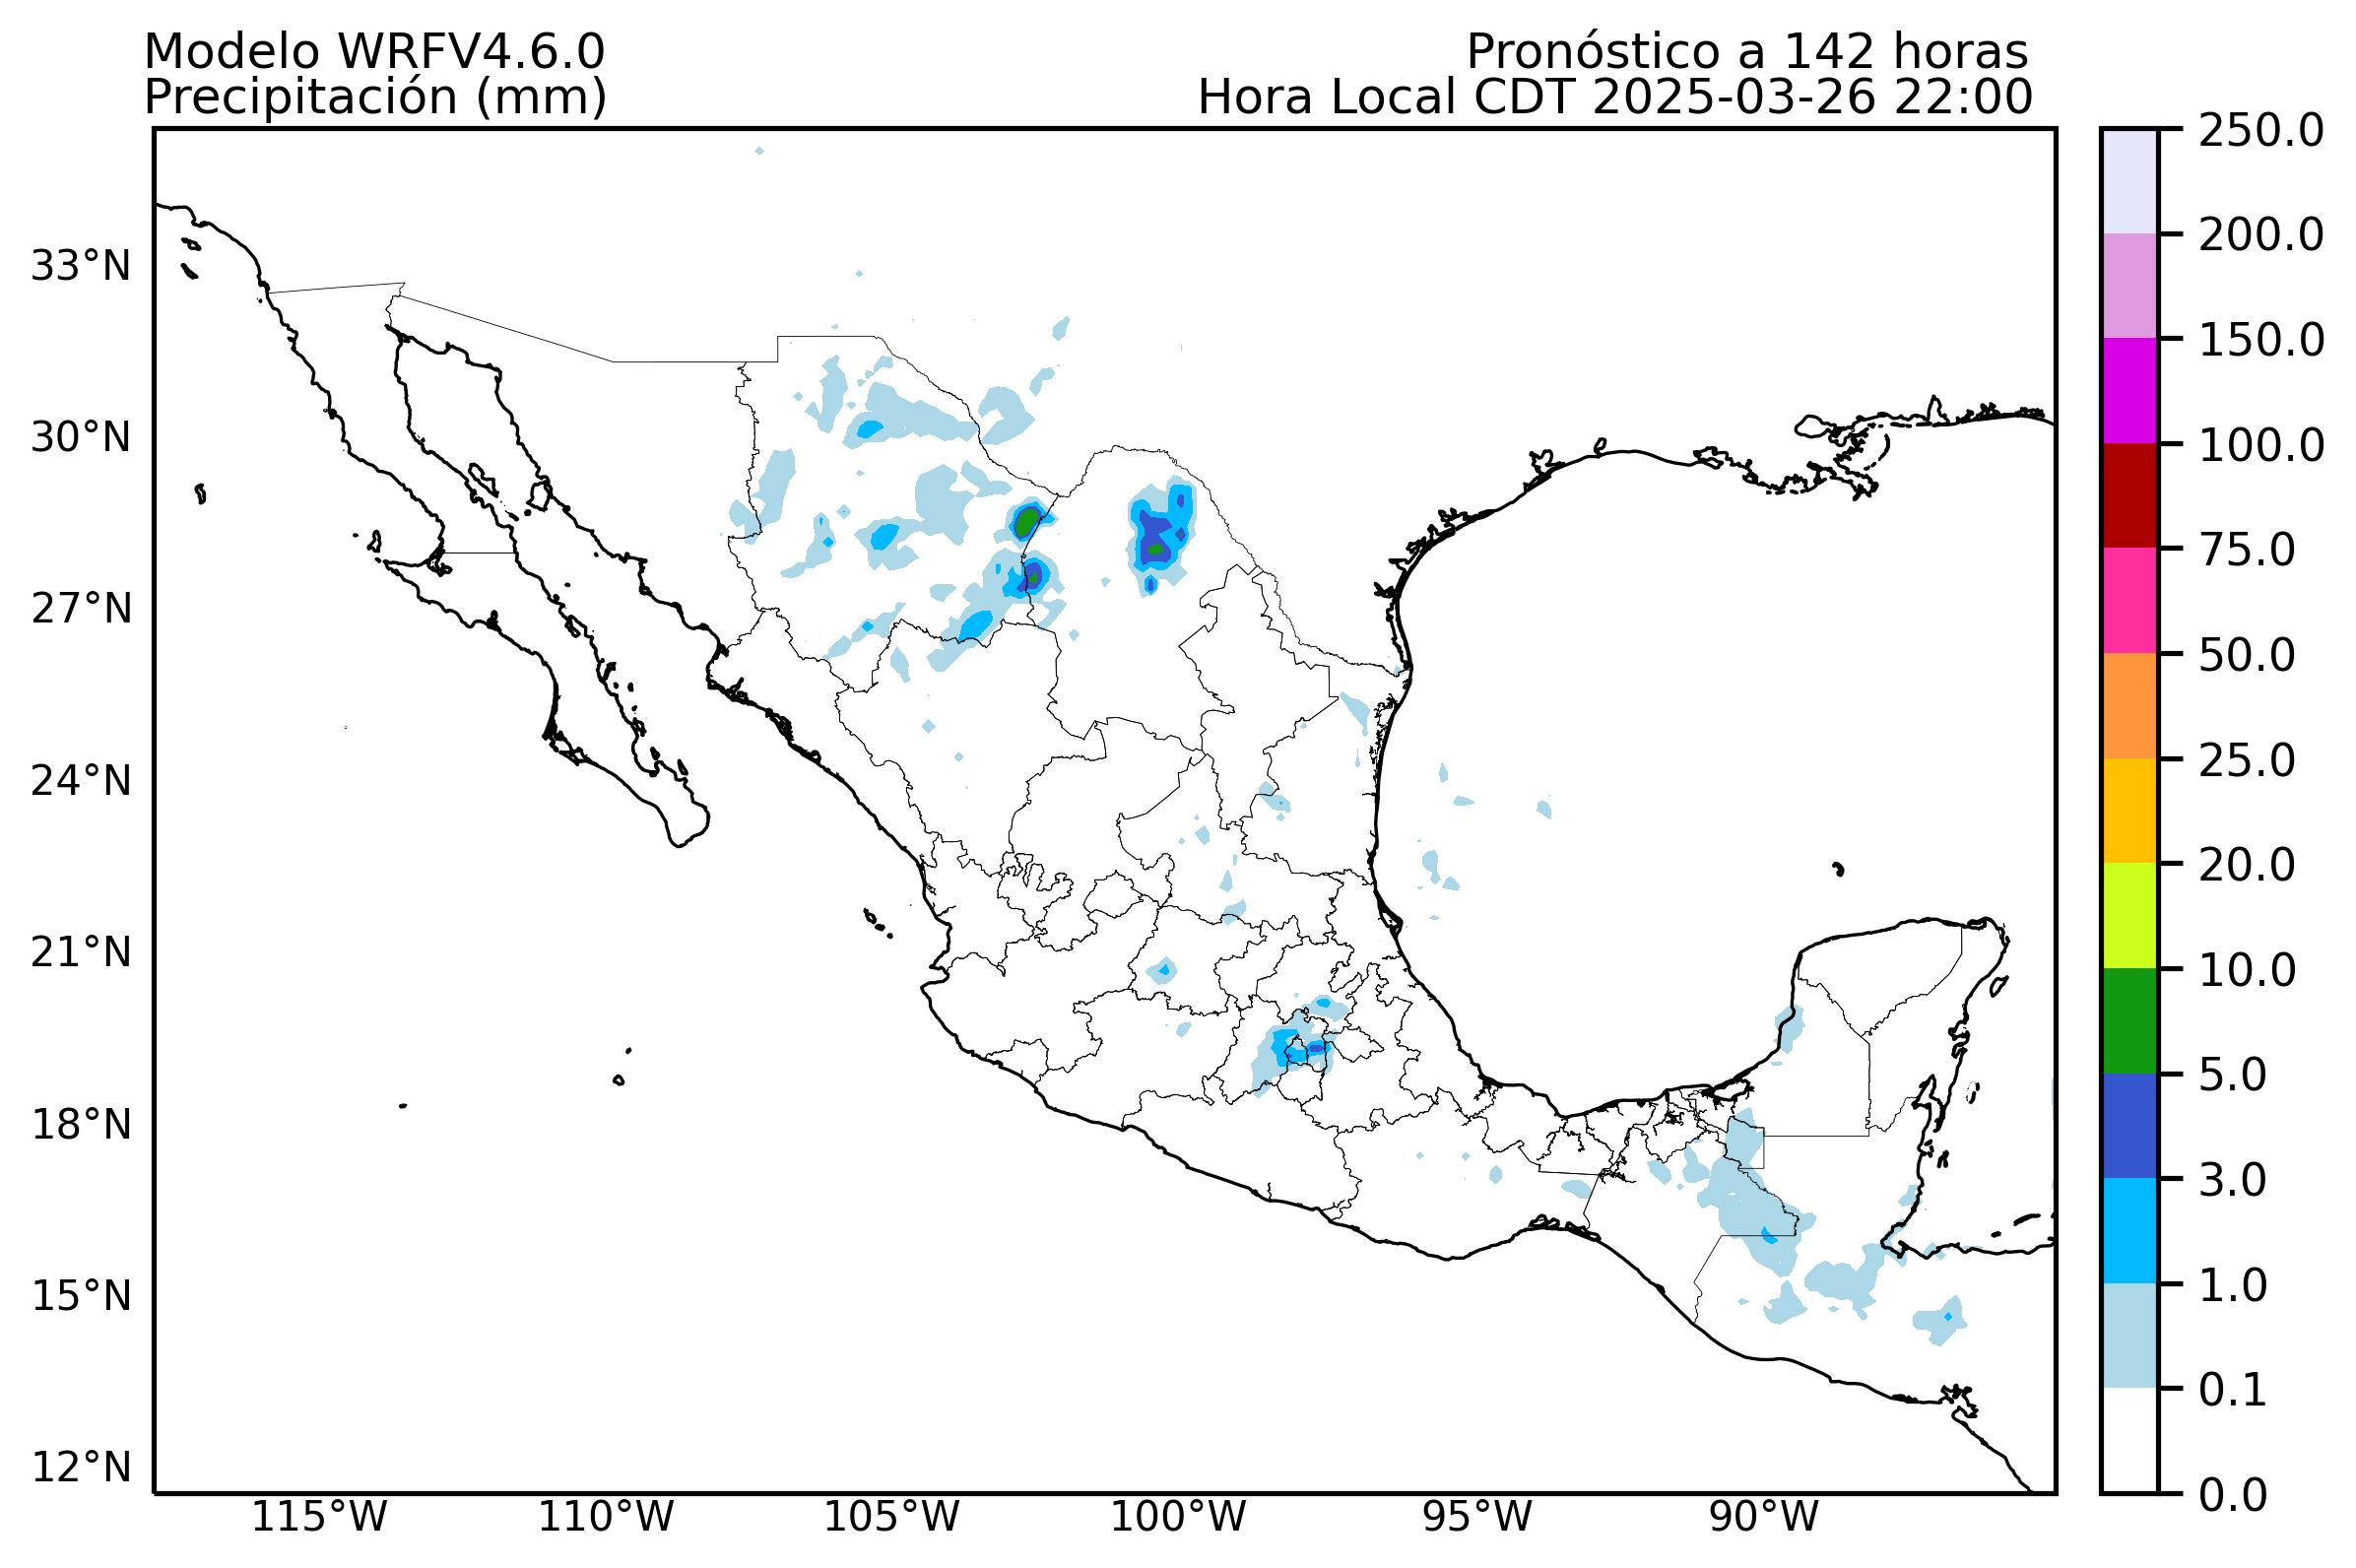 Modelo WRFV4.6.0
Precipitación (mm)
Pronóstico a 142 horas
Hora Local CDT 2025-03-26 22:00
33°N
30°N
27°N
24°N
21°N
18°N
15°N
12°N
115°W
110°W
105°W
100°W
95°W
90°W
250.0
200.0
150.0
100.0
75.0
50.0
25.0
20.0
10.0
5.0
3.0
1.0
0.1
0.0